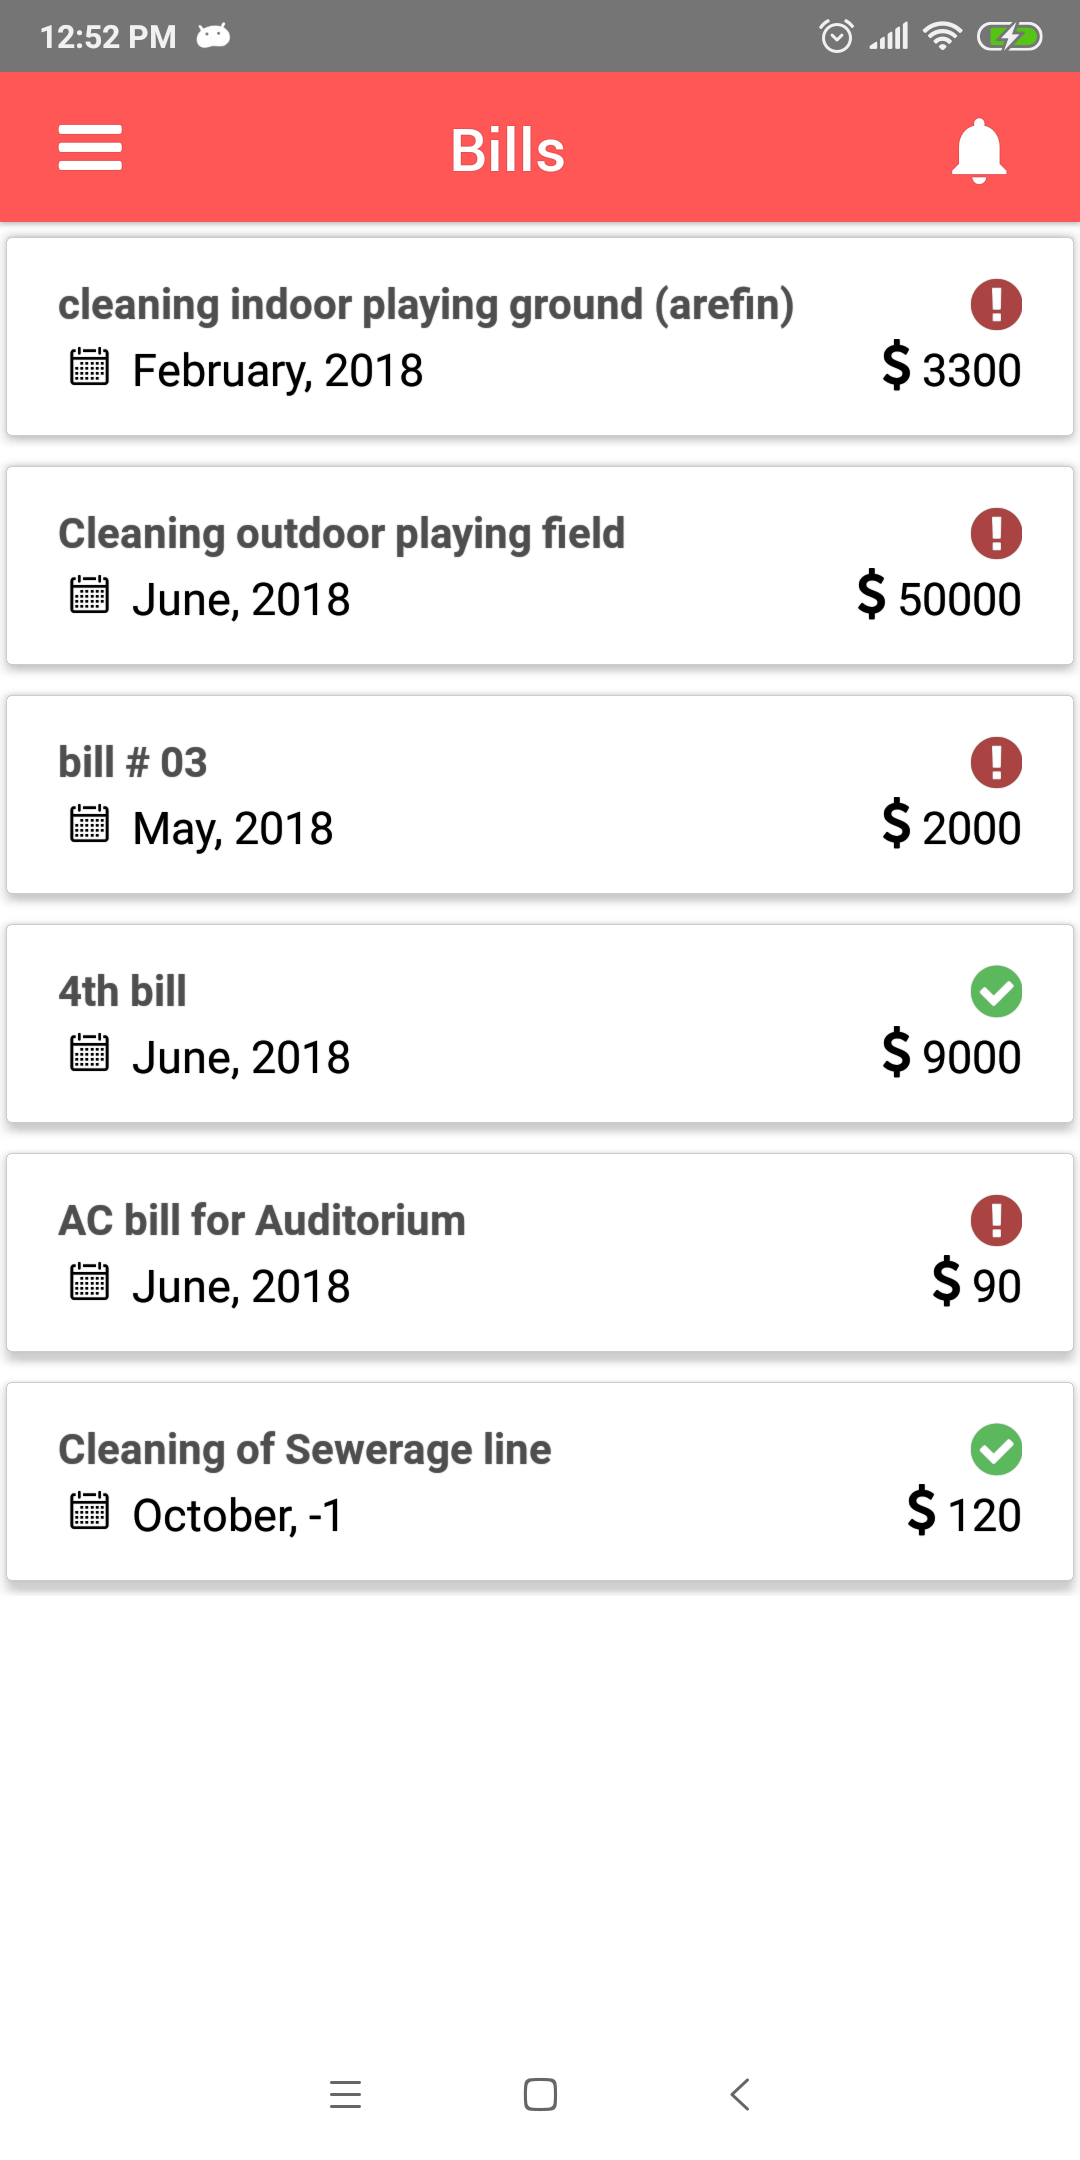 12:52 PM
Bills
cleaning indoor playing ground (arefin)
February, 2018 $ 3300
Cleaning outdoor playing field
June, 2018 $ 50000
bill # 03
May, 2018 $ 2000
4th bill
June, 2018 $ 9000
AC bill for Auditorium
June, 2018 $ 90
Cleaning of Sewerage line
October, -1 $ 120